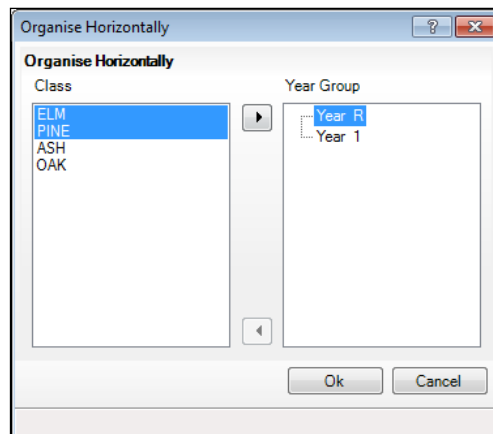 Organise Horizontally
Organise Horizontally
Class
Year Group
ELM
PINE
ASH
OAK
Year R
Year 1
Ok
Cancel